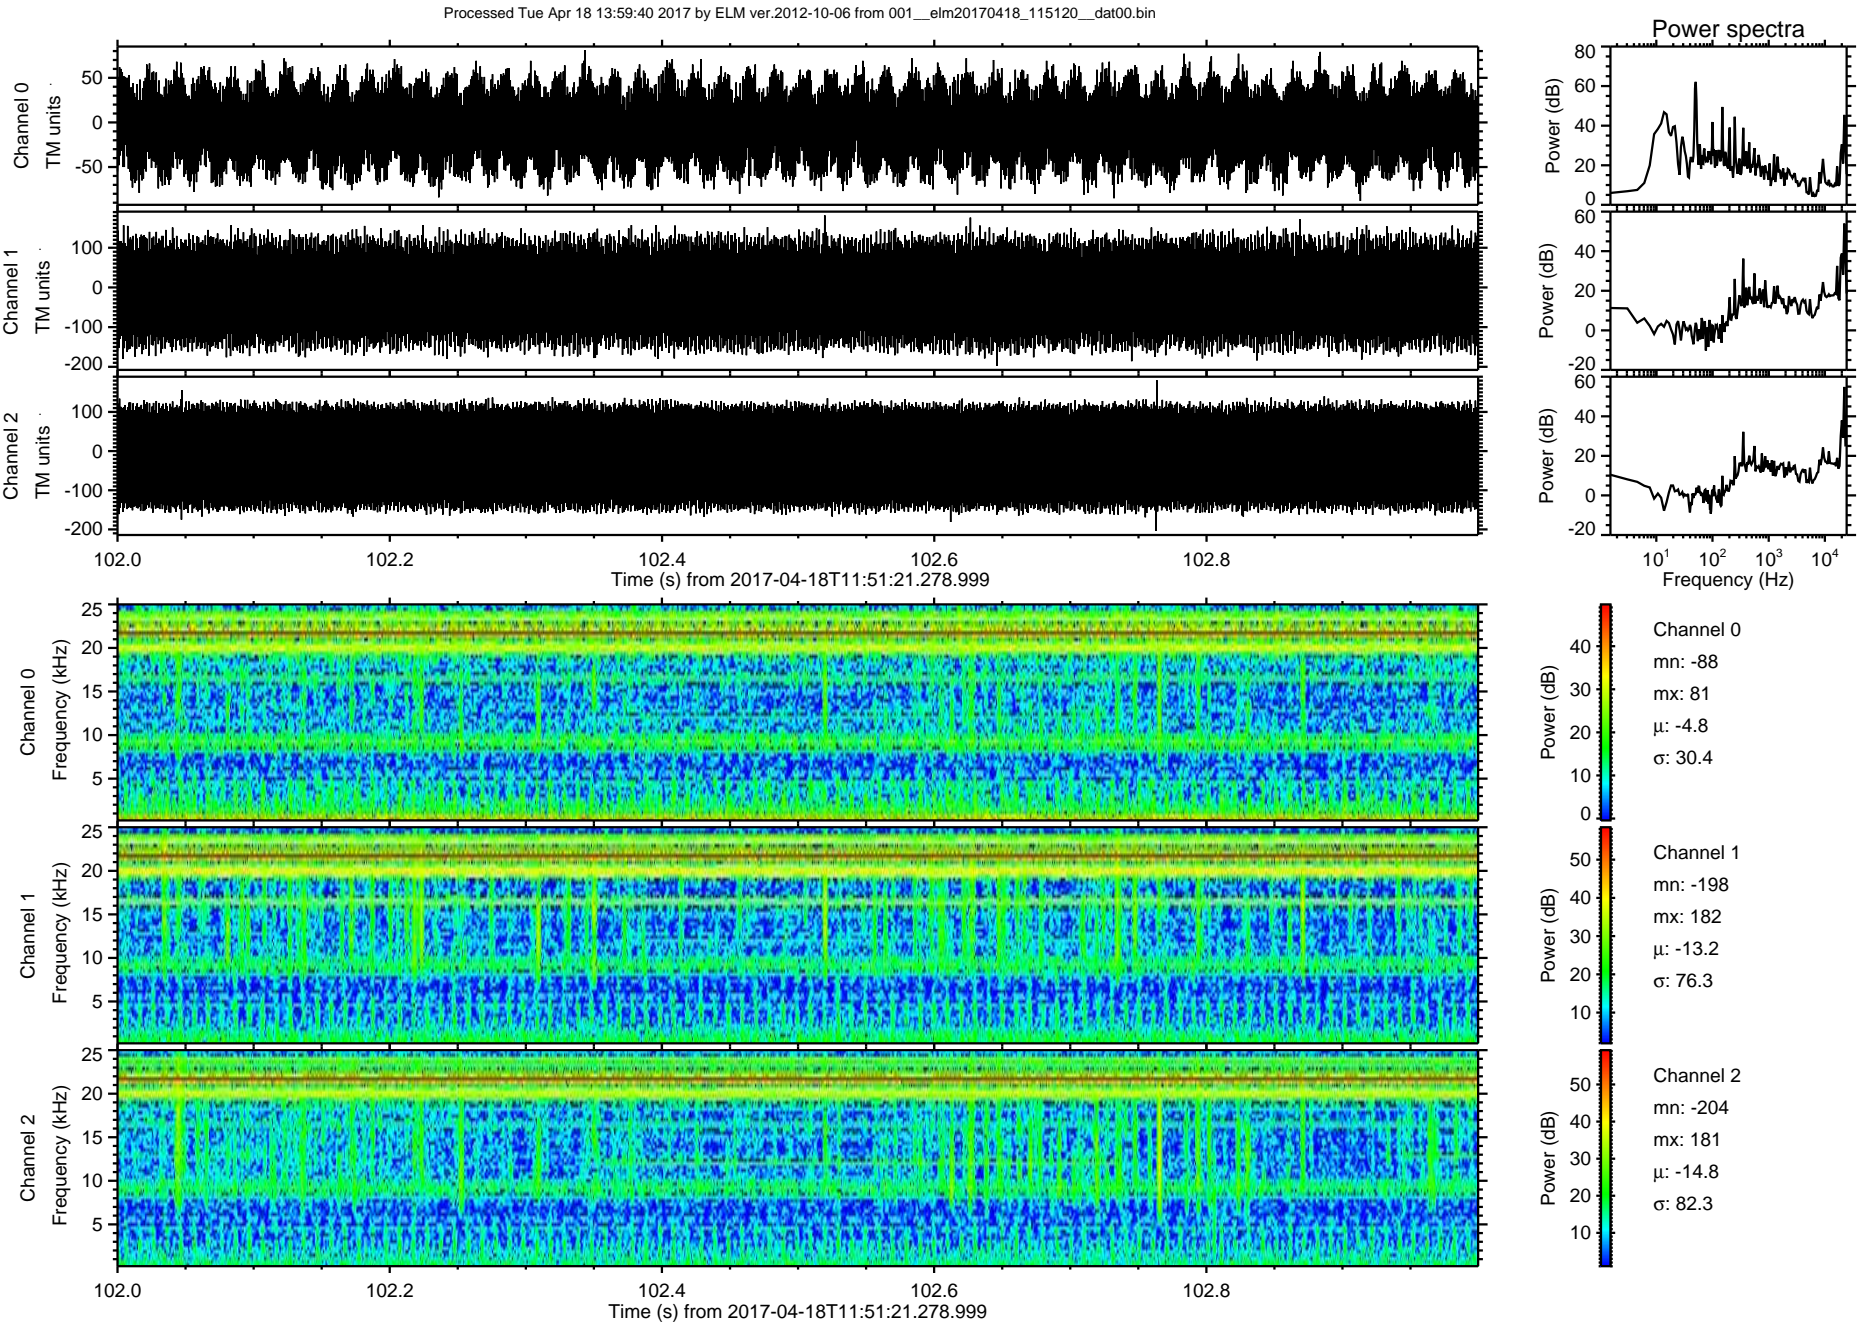 Processed Tue Apr 18 13:59:40 2017 by ELM ver.2012-10-06 from 001__elm20170418_115120__dat00.bin
Power spectra
Channel 0
TM units
50
0
-50
Power (dB)
80
60
40
20
0
Channel 1
TM units
100
0
-100
-200
Power (dB)
60
40
20
0
-20
Channel 2
TM units
100
0
-100
-200
Power (dB)
60
40
20
0
-20
102.0 102.2 102.4 102.6 102.8
Time (s) from 2017-04-18T11:51:21.278.999
10¹ 10² 10³ 10⁴
Frequency (Hz)
Channel 0
Frequency (kHz)
25
20
15
10
5
Power (dB)
40
30
20
10
0
Channel 0
mn: -88
mx: 81
μ: -4.8
σ: 30.4
Channel 1
Frequency (kHz)
25
20
15
10
5
Power (dB)
50
40
30
20
10
Channel 1
mn: -198
mx: 182
μ: -13.2
σ: 76.3
Channel 2
Frequency (kHz)
25
20
15
10
5
Power (dB)
50
40
30
20
10
Channel 2
mn: -204
mx: 181
μ: -14.8
σ: 82.3
102.0 102.2 102.4 102.6 102.8
Time (s) from 2017-04-18T11:51:21.278.999